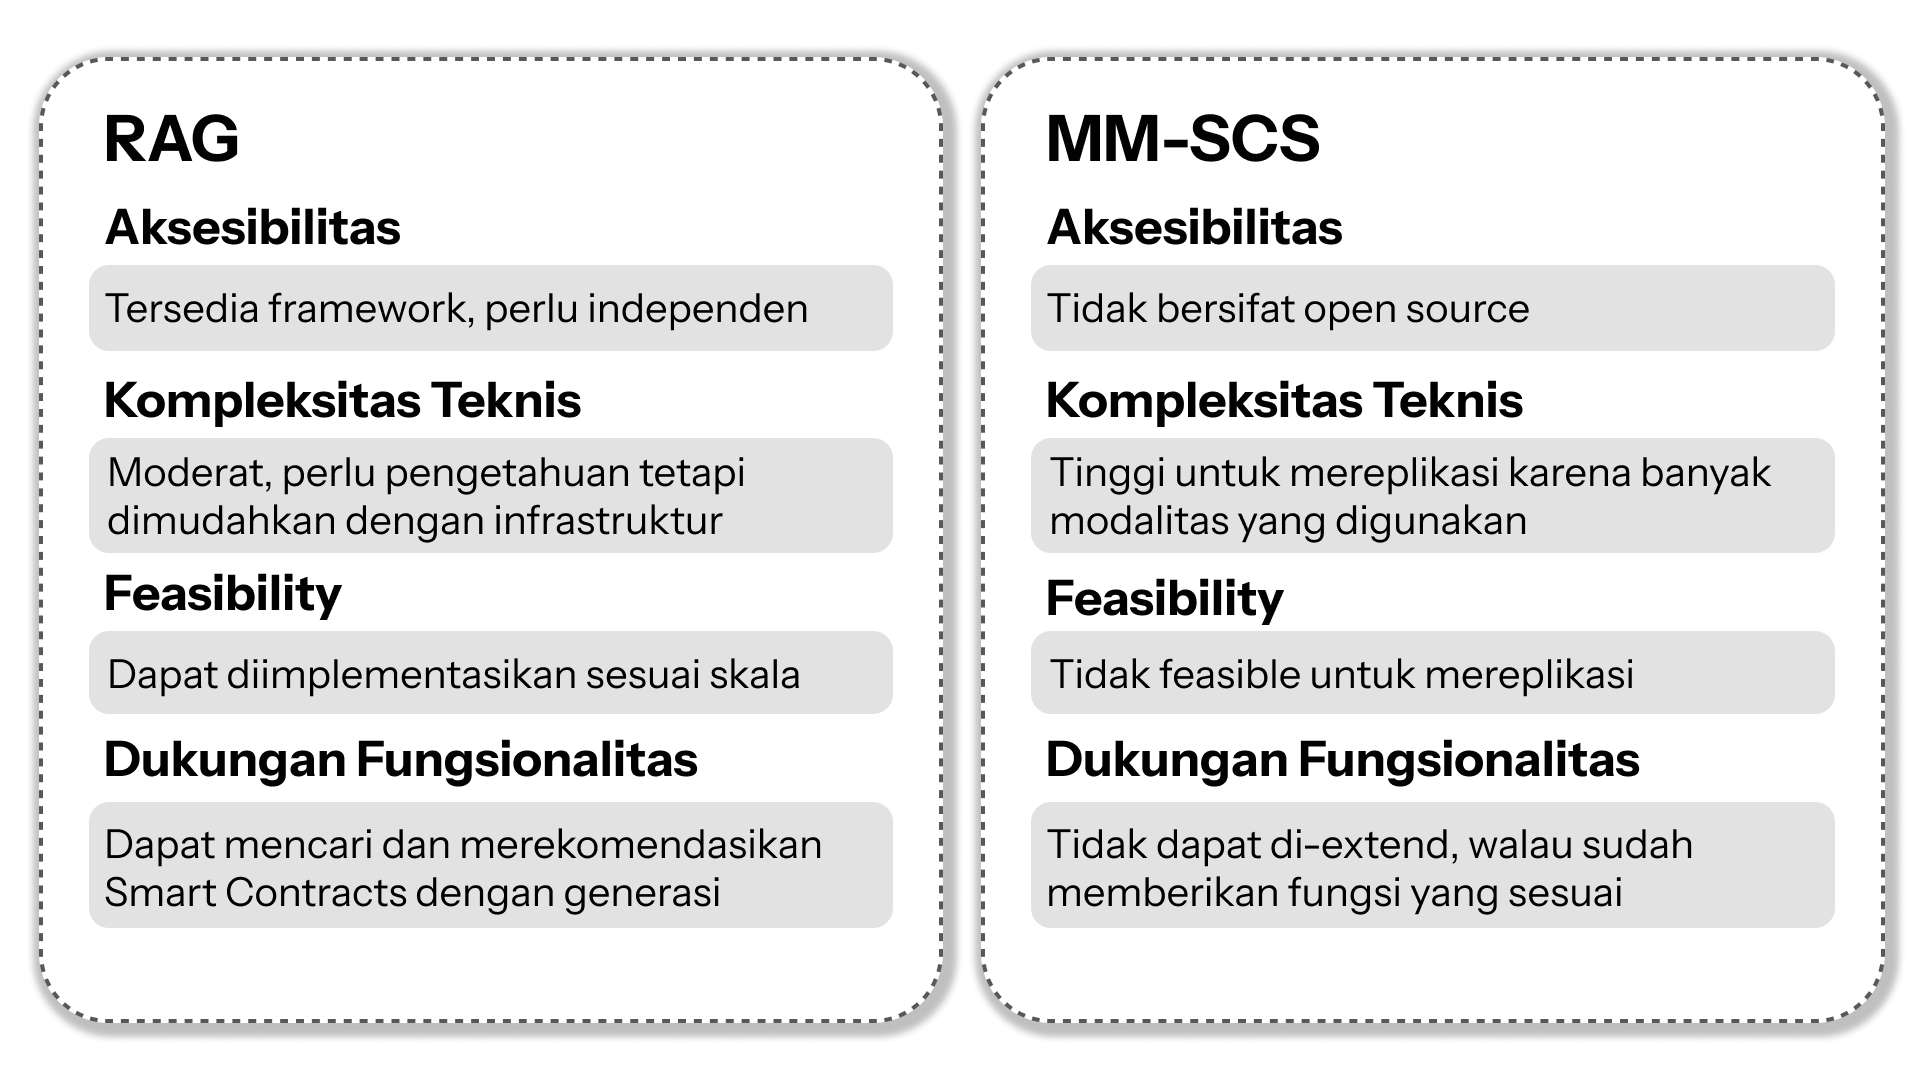 RAG
Aksesibilitas
Tersedia framework, perlu independen
Kompleksitas Teknis
Moderat, perlu pengetahuan tetapi
dimudahkan dengan infrastruktur
Feasibility
Dapat diimplementasikan sesuai skala
Dukungan Fungsionalitas
Dapat mencari dan merekomendasikan
Smart Contracts dengan generasi
MM-SCS
Aksesibilitas
Tidak bersifat open source
Kompleksitas Teknis
Tinggi untuk mereplikasi karena banyak
modalitas yang digunakan
Feasibility
Tidak feasible untuk mereplikasi
Dukungan Fungsionalitas
Tidak dapat di-extend, walau sudah
memberikan fungsi yang sesuai